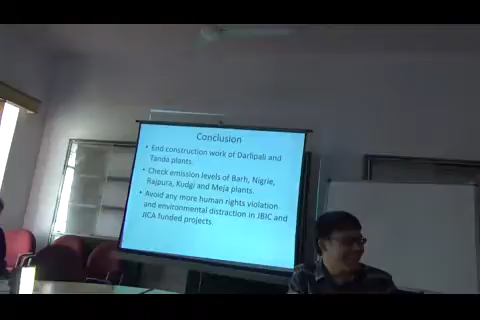 Conclusion
• End construction work of Darlipali and
Tanda plants.
• Check emission levels of Barh, Nigrie,
Rajpura, Kudgi and Meja plants.
• Avoid any more human rights violation
and environmental distraction in JBIC and
JICA funded projects.